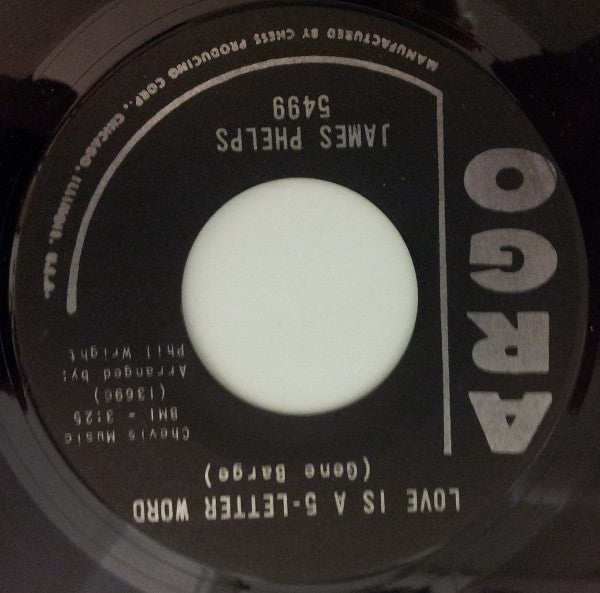 ARGO
LOVE IS A 5-LETTER WORD
(Gene Barge)
Chevis Music
BMI - 3:25
(13696)
Arranged by:
Phil Wright
JAMES PHELPS
5499
MANUFACTURED BY CHESS PRODUCING CORP., CHICAGO, ILLINOIS, U.S.A.